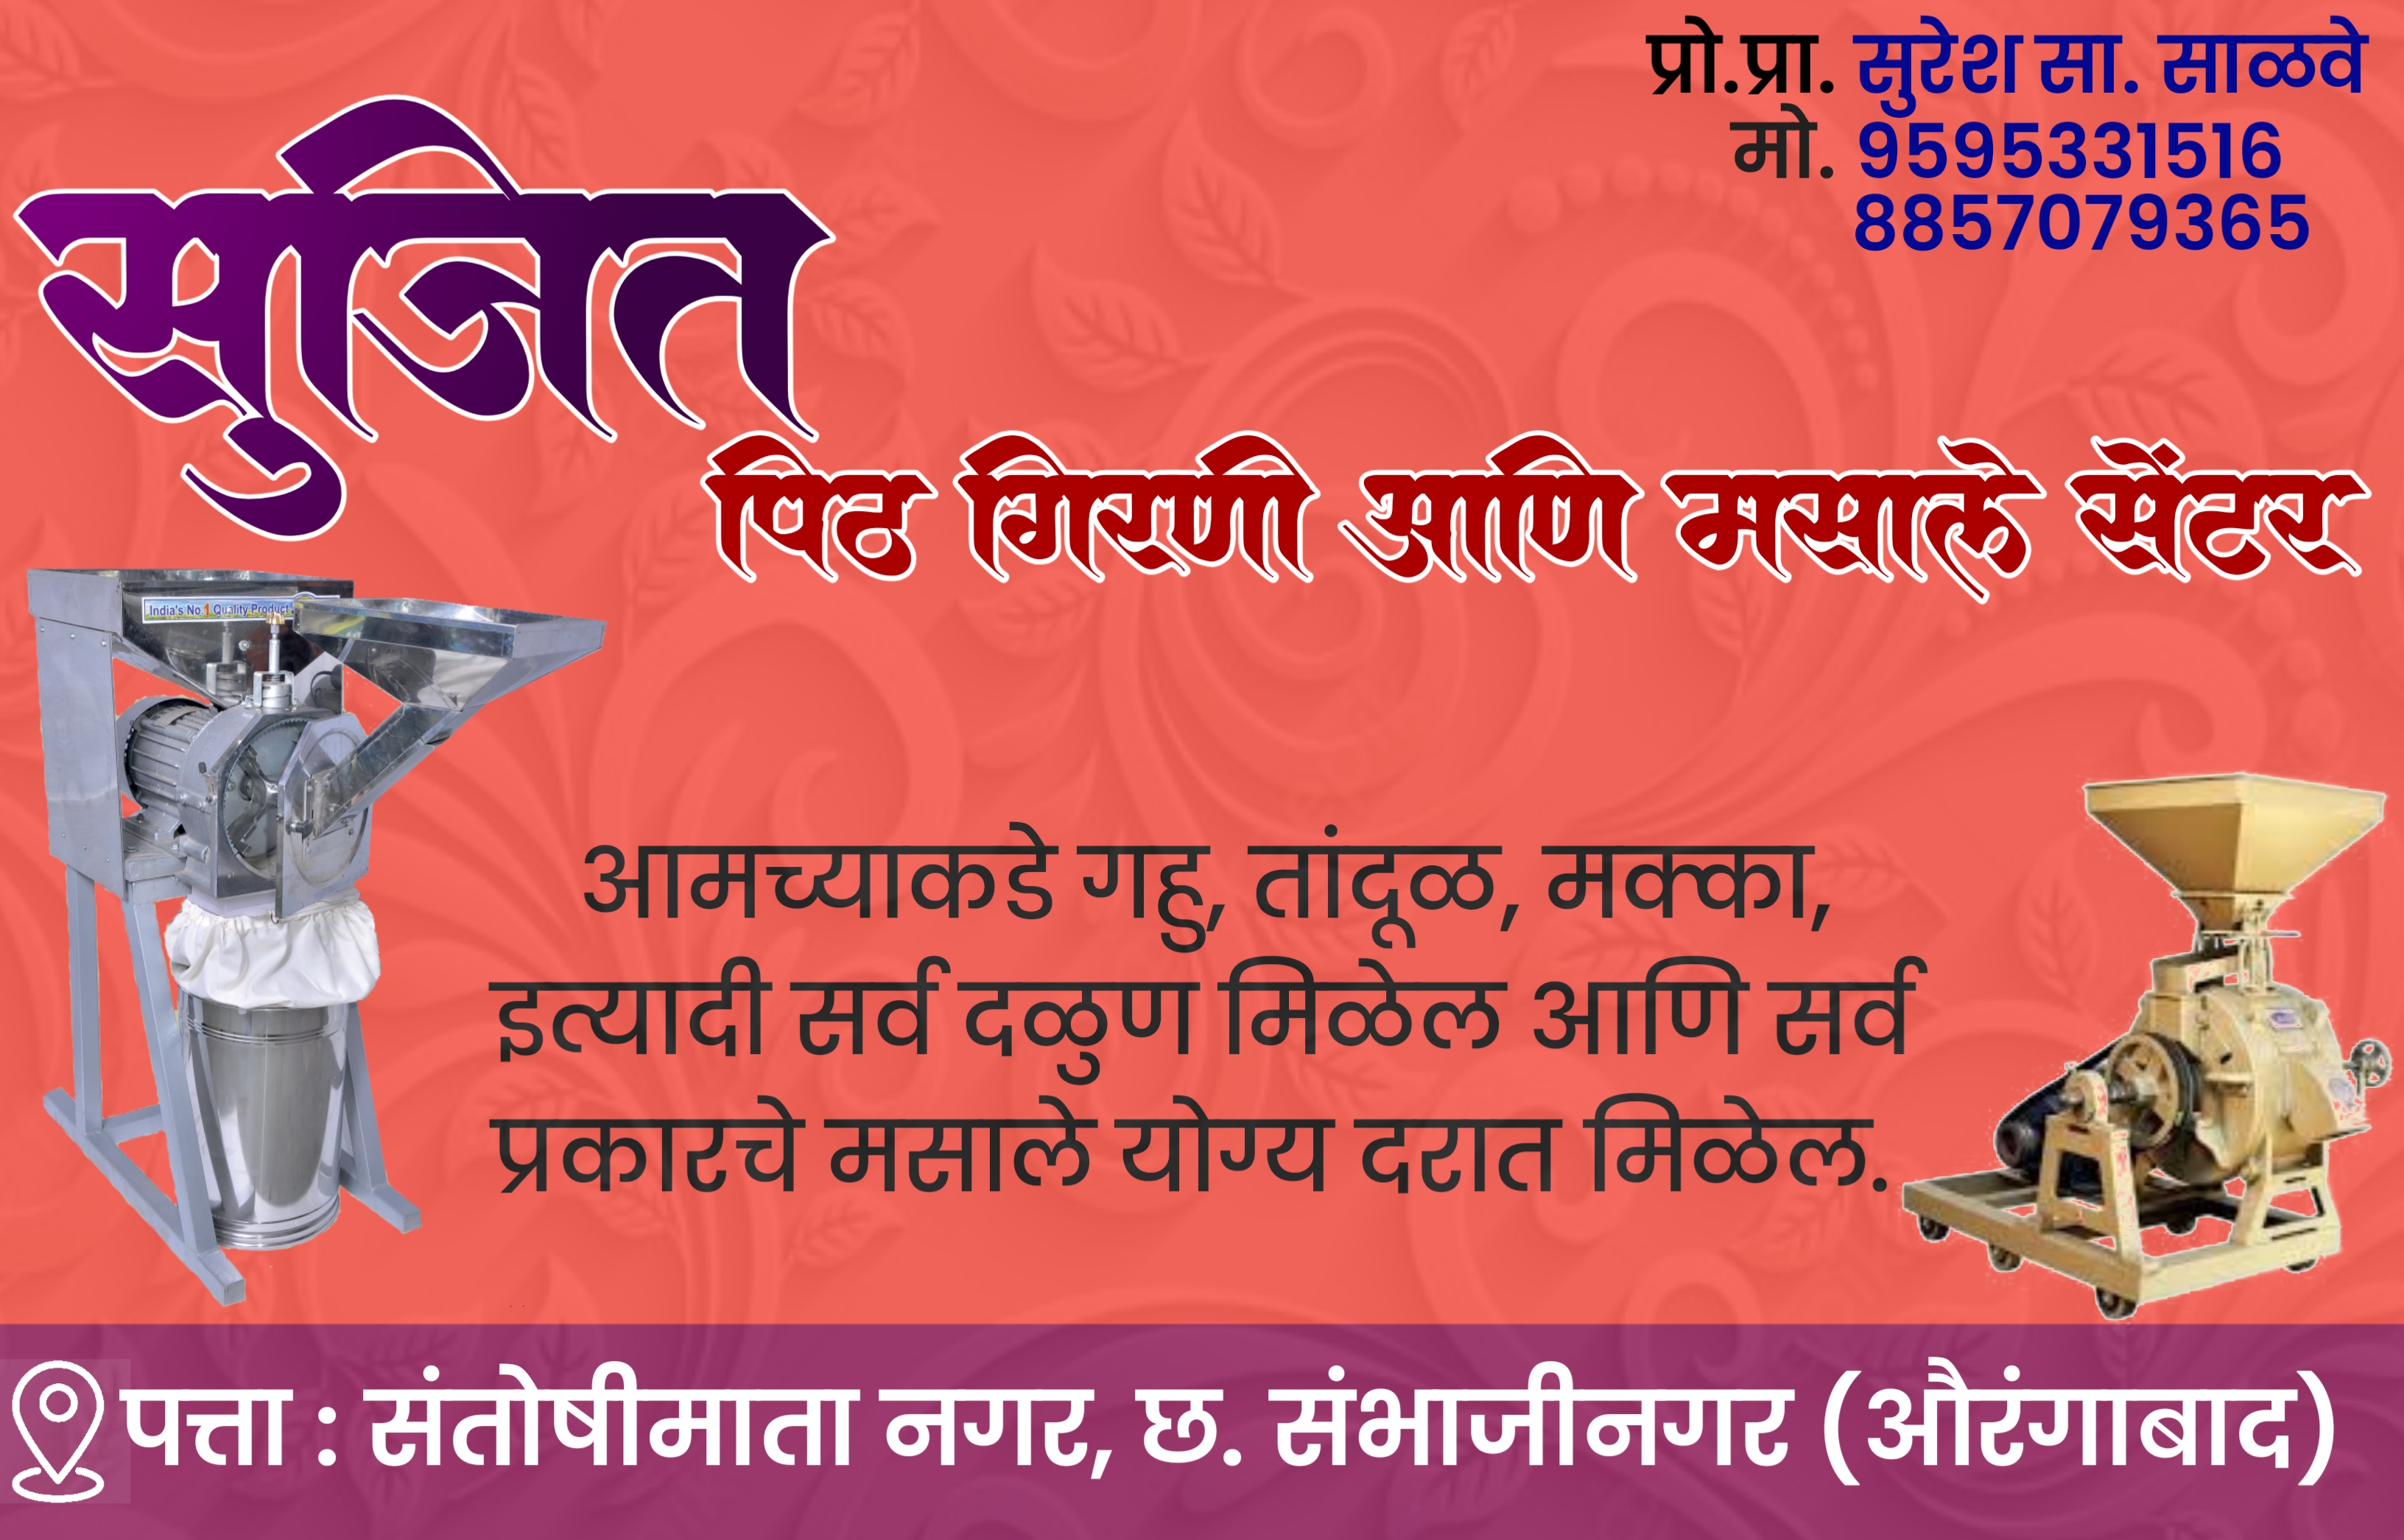 प्रो.प्रा. सुरेश सा. साळवे
मो. 9595331516
8857079365
सुजित
पिठ गिरणी आणि मसाले सेंटर
India's No.1 Quality Product
आमच्याकडे गहु, तांदूळ, मक्का,
इत्यादी सर्व दळुण मिळेल आणि सर्व
प्रकारचे मसाले योग्य दरात मिळेल.
पत्ता : संतोषीमाता नगर, छ. संभाजीनगर (औरंगाबाद)